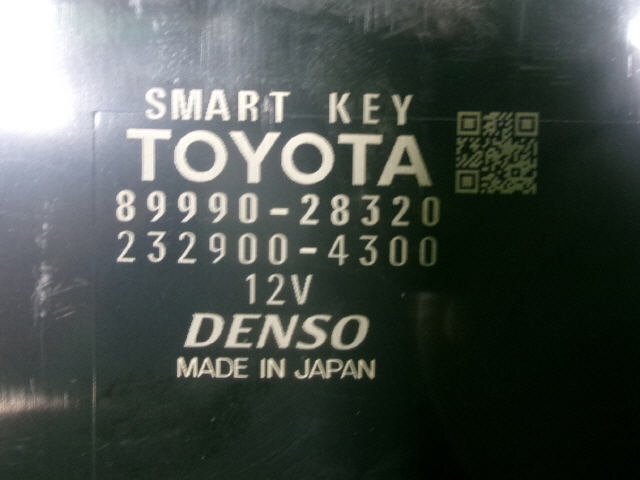 SMART KEY
TOYOTA
89990-28320
232900-4300
12V
DENSO
MADE IN JAPAN